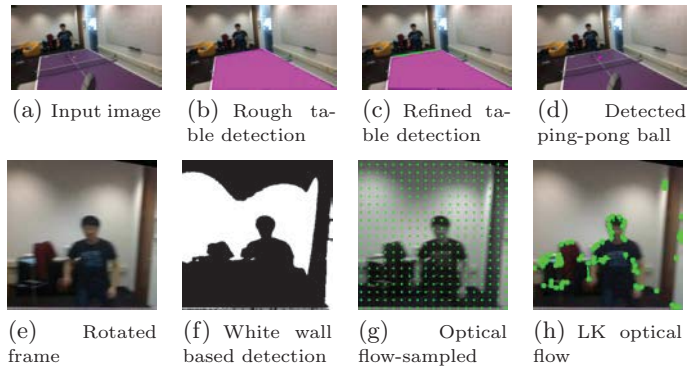 (a) Input image
(b) Rough ta-
ble detection
(c) Refined ta-
ble detection
(d) Detected
ping-pong ball
(e) Rotated
frame
(f) White wall
based detection
(g) Optical
flow-sampled
(h) LK optical
flow